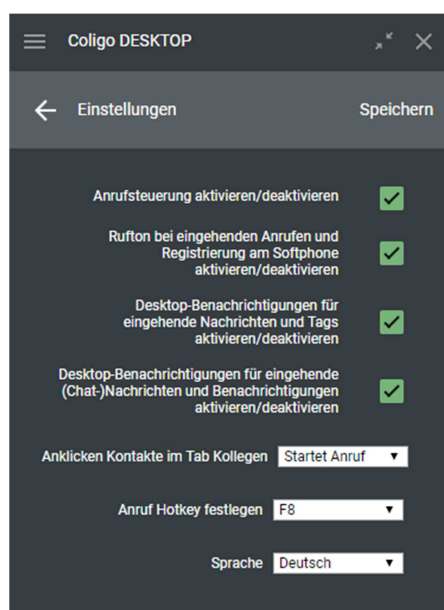 Coligo DESKTOP
Einstellungen Speichern
Anrufsteuerung aktivieren/deaktivieren
Rufton bei eingehenden Anrufen und
Registrierung am Softphone
aktivieren/deaktivieren
Desktop-Benachrichtigungen für
eingehende Nachrichten und Tags
aktivieren/deaktivieren
Desktop-Benachrichtigungen für eingehende
(Chat-)Nachrichten und Benachrichtigungen
aktivieren/deaktivieren
Anklicken Kontakte im Tab Kollegen Startet Anruf
Anruf Hotkey festlegen F8
Sprache Deutsch